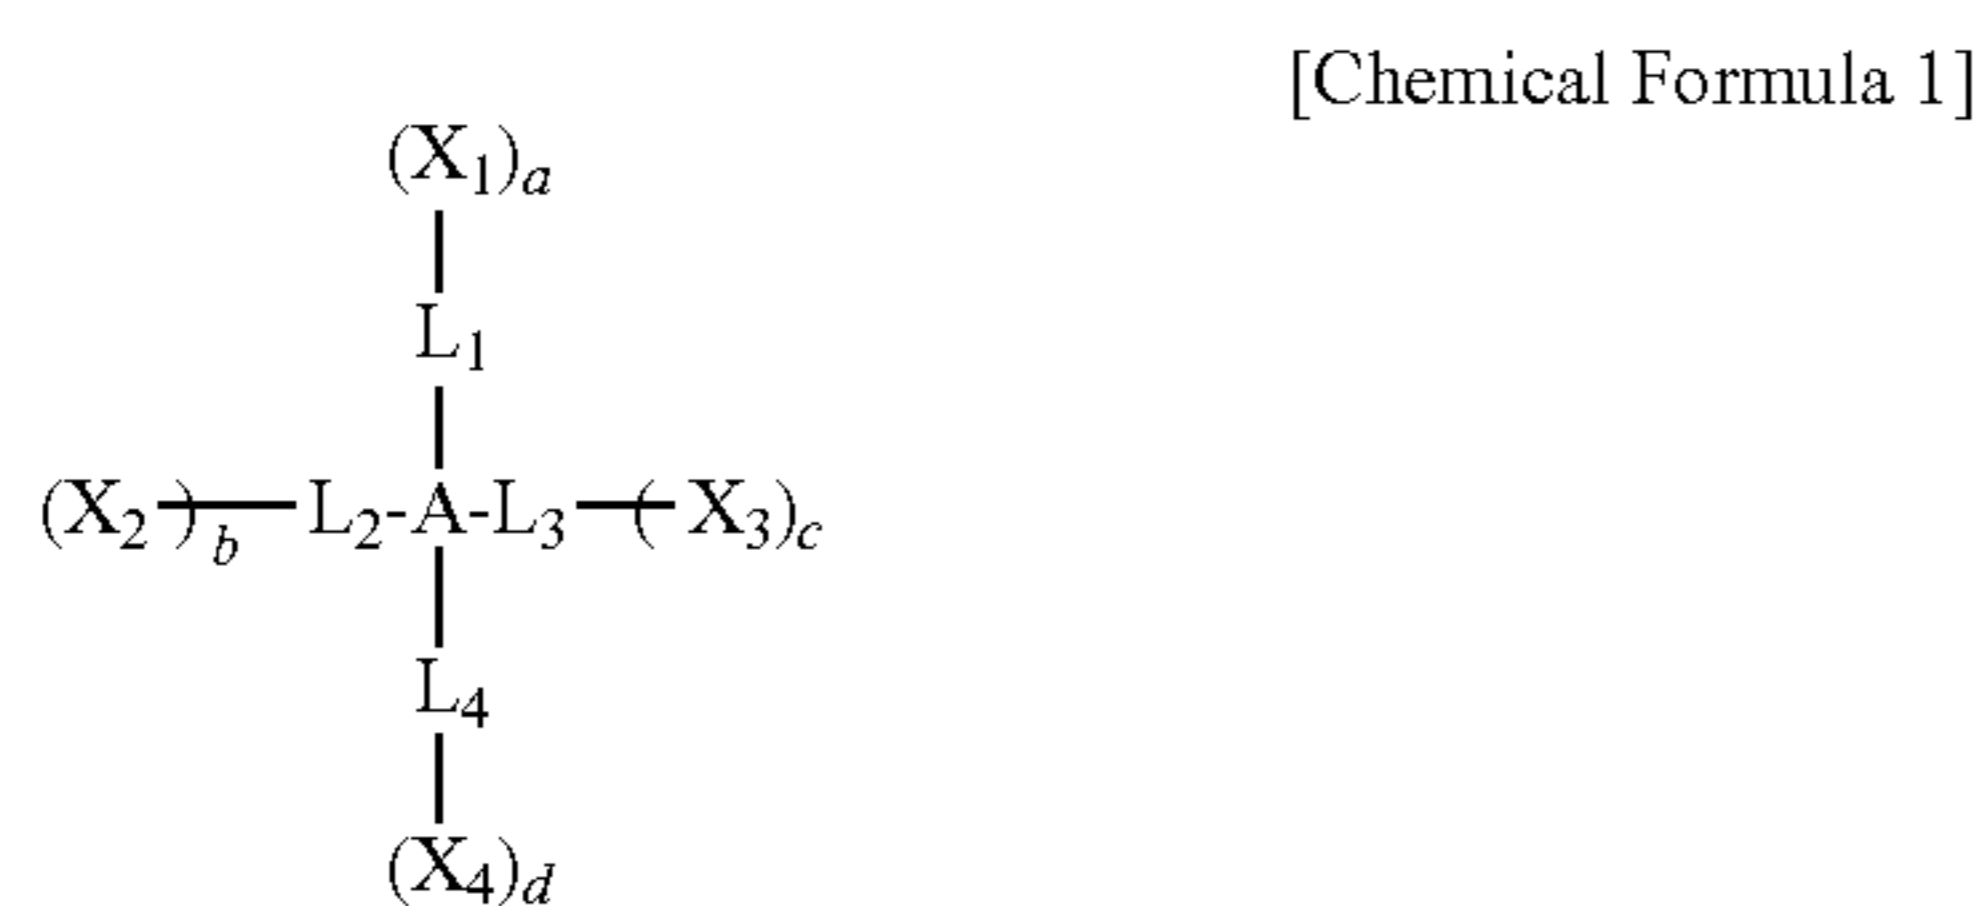 [Chemical Formula 1]
(X1)a
L1
(X2)b L2-A-L3 (X3)c
L4
(X4)d